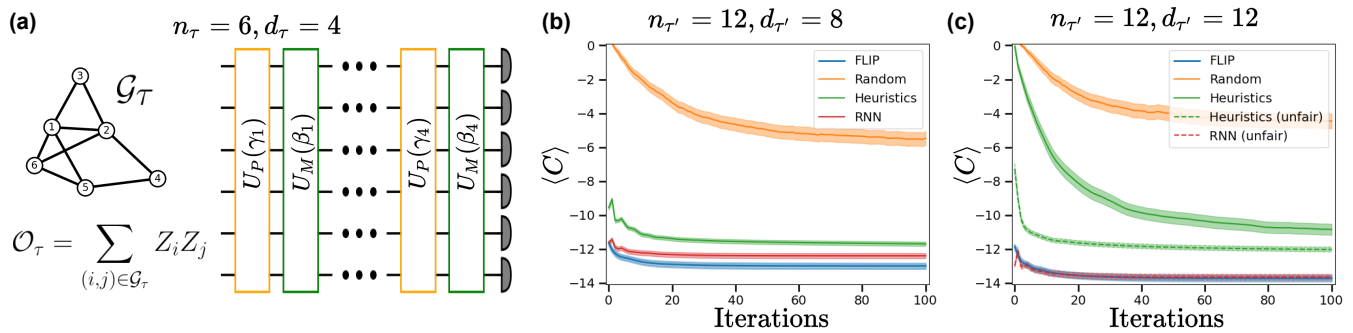 (a)
n_τ = 6, d_τ = 4
G_τ
3
1
2
6
5
4
O_τ = ∑_{(i,j)∈G_τ} Z_i Z_j
U_P(γ_1)
U_M(β_1)
U_P(γ_4)
U_M(β_4)
(b)
n_τ′ = 12, d_τ′ = 8
0
−2
−4
−6
−8
−10
−12
−14
⟨C⟩
FLIP
Random
Heuristics
RNN
0 20 40 60 80 100
Iterations
(c)
n_τ′ = 12, d_τ′ = 12
0
−2
−4
−6
−8
−10
−12
−14
⟨C⟩
FLIP
Random
Heuristics
Heuristics (unfair)
RNN (unfair)
0 20 40 60 80 100
Iterations